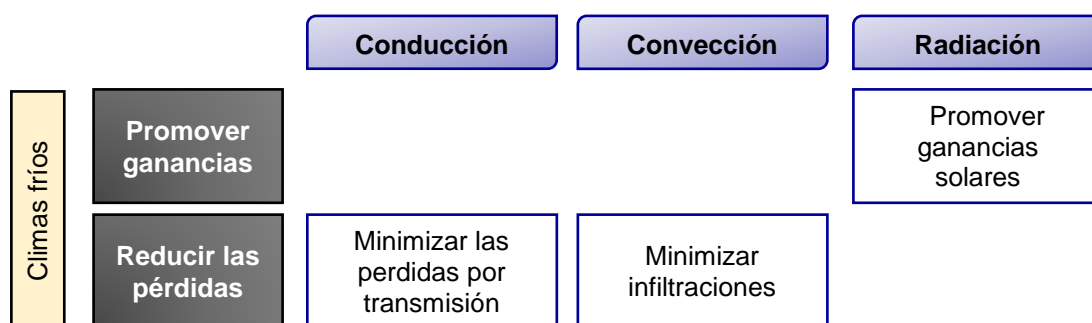 Conducción
Convección
Radiación
Climas fríos
Promover
ganancias
Promover
ganancias
solares
Reducir las
pérdidas
Minimizar las
perdidas por
transmisión
Minimizar
infiltraciones